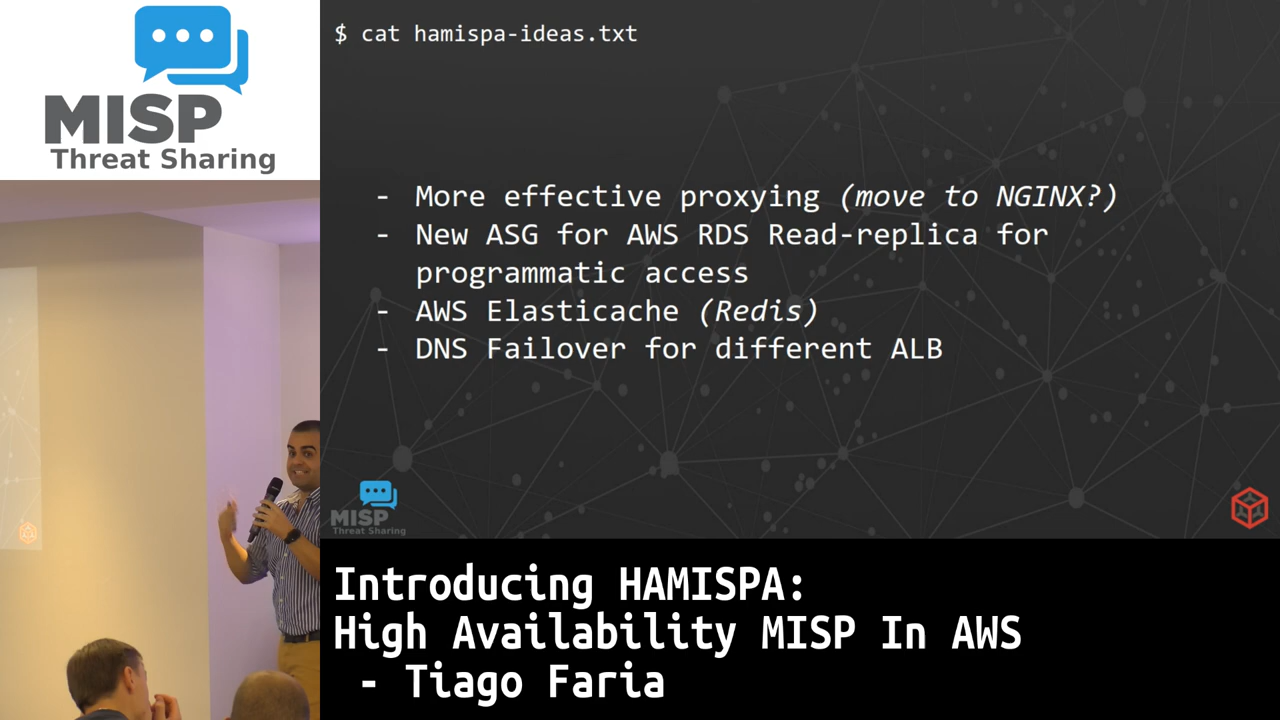 MISP
Threat Sharing
$ cat hamispa-ideas.txt
- More effective proxying (move to NGINX?)
- New ASG for AWS RDS Read-replica for
programmatic access
- AWS Elasticache (Redis)
- DNS Failover for different ALB
MISP
Threat Sharing
Introducing HAMISPA:
High Availability MISP In AWS
- Tiago Faria